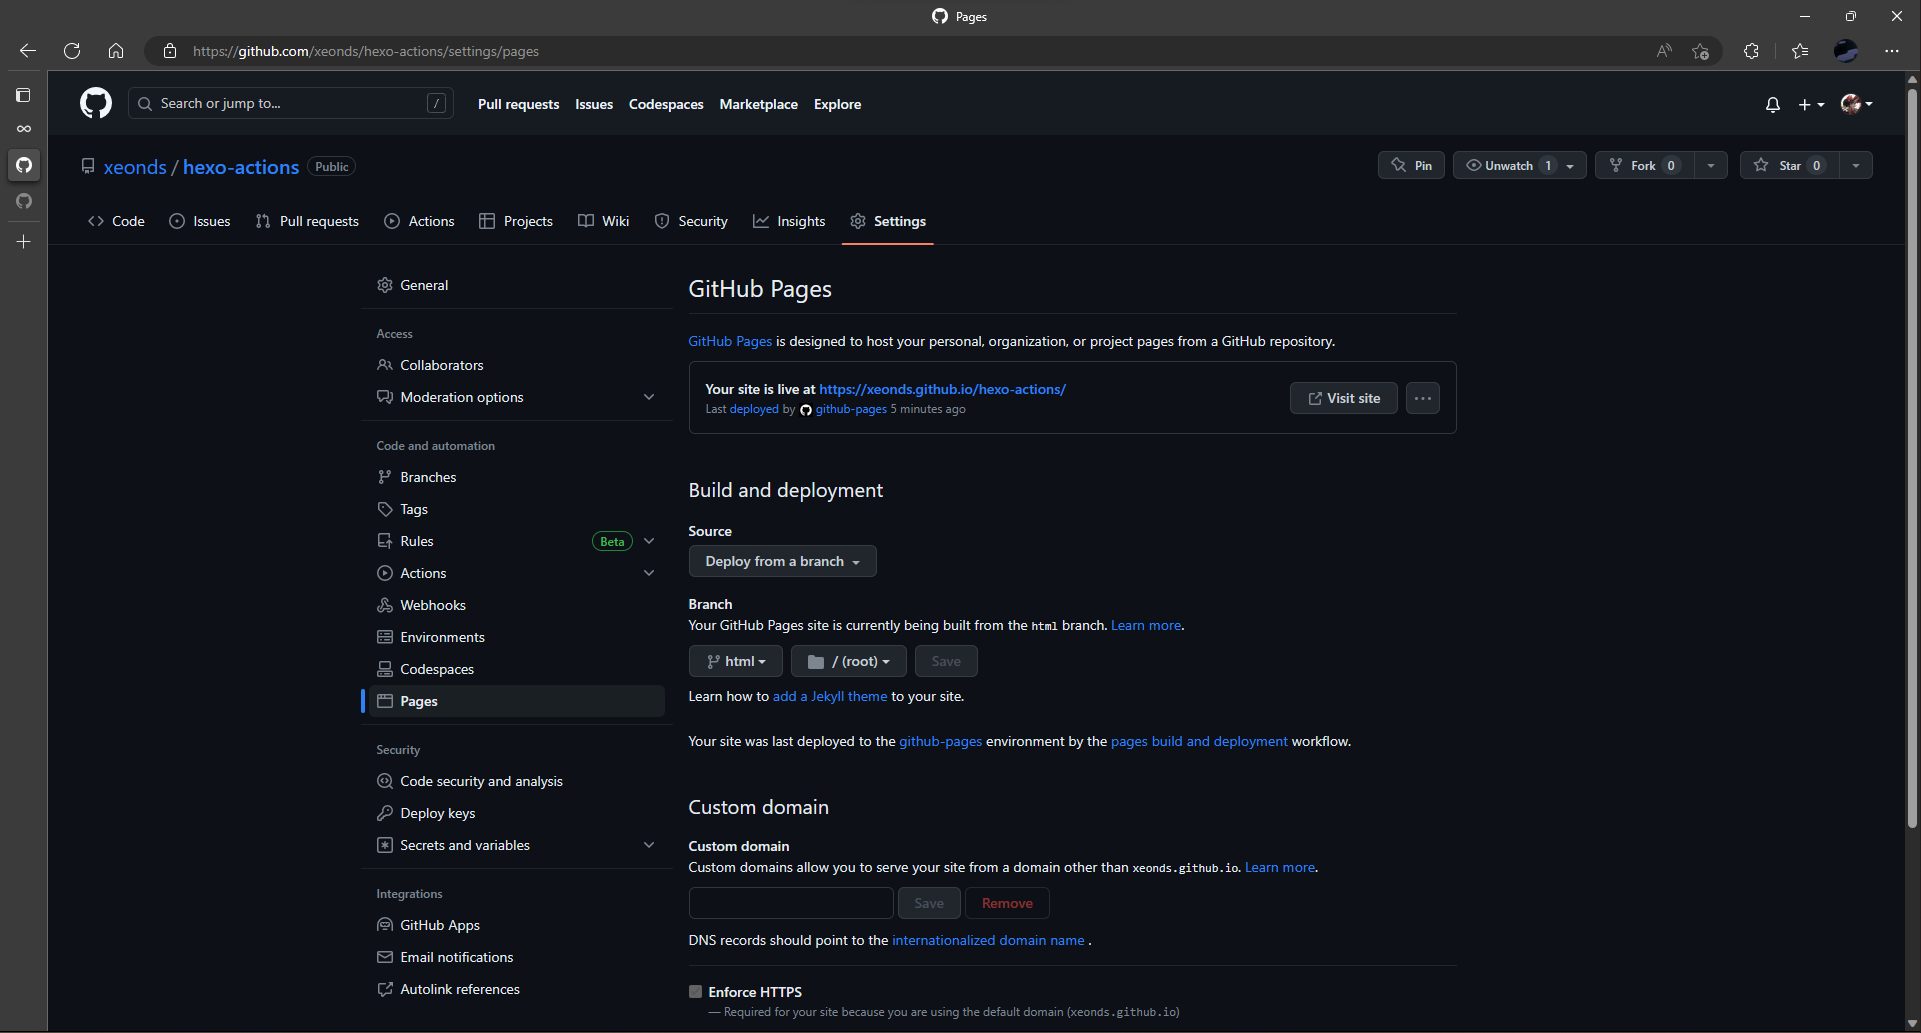 Pages
https://github.com/xeonds/hexo-actions/settings/pages
Search or jump to... /
Pull requests Issues Codespaces Marketplace Explore
xeonds / hexo-actions Public
Pin Unwatch 1 Fork 0 Star 0
Code Issues Pull requests Actions Projects Wiki Security Insights Settings
General
Access
Collaborators
Moderation options
Code and automation
Branches
Tags
Rules Beta
Actions
Webhooks
Environments
Codespaces
Pages
Security
Code security and analysis
Deploy keys
Secrets and variables
Integrations
GitHub Apps
Email notifications
Autolink references
GitHub Pages
GitHub Pages is designed to host your personal, organization, or project pages from a GitHub repository.
Your site is live at https://xeonds.github.io/hexo-actions/
Last deployed by github-pages 5 minutes ago
Visit site
Build and deployment
Source
Deploy from a branch
Branch
Your GitHub Pages site is currently being built from the html branch. Learn more.
html / (root) Save
Learn how to add a Jekyll theme to your site.
Your site was last deployed to the github-pages environment by the pages build and deployment workflow.
Custom domain
Custom domain
Custom domains allow you to serve your site from a domain other than xeonds.github.io. Learn more.
Save Remove
DNS records should point to the internationalized domain name .
Enforce HTTPS
— Required for your site because you are using the default domain (xeonds.github.io)